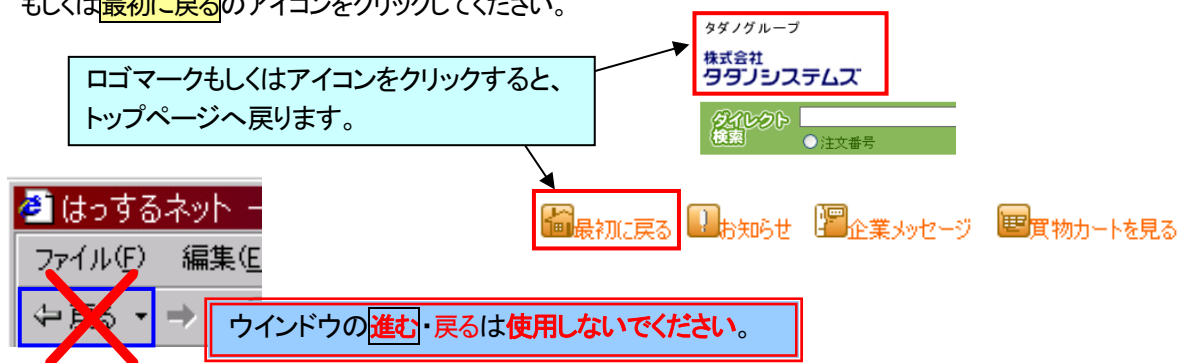 もしくは最初に戻るのアイコンをクリックしてください。
タダノグループ
株式会社
タダノシステムズ
ロゴマークもしくはアイコンをクリックすると、
トップページへ戻ります。
ダイレクト
検索
注文番号
最初に戻る お知らせ 企業メッセージ 買物カートを見る
はっするネット -
ファイル(F) 編集(E
戻る
ウインドウの進む・戻るは使用しないでください。